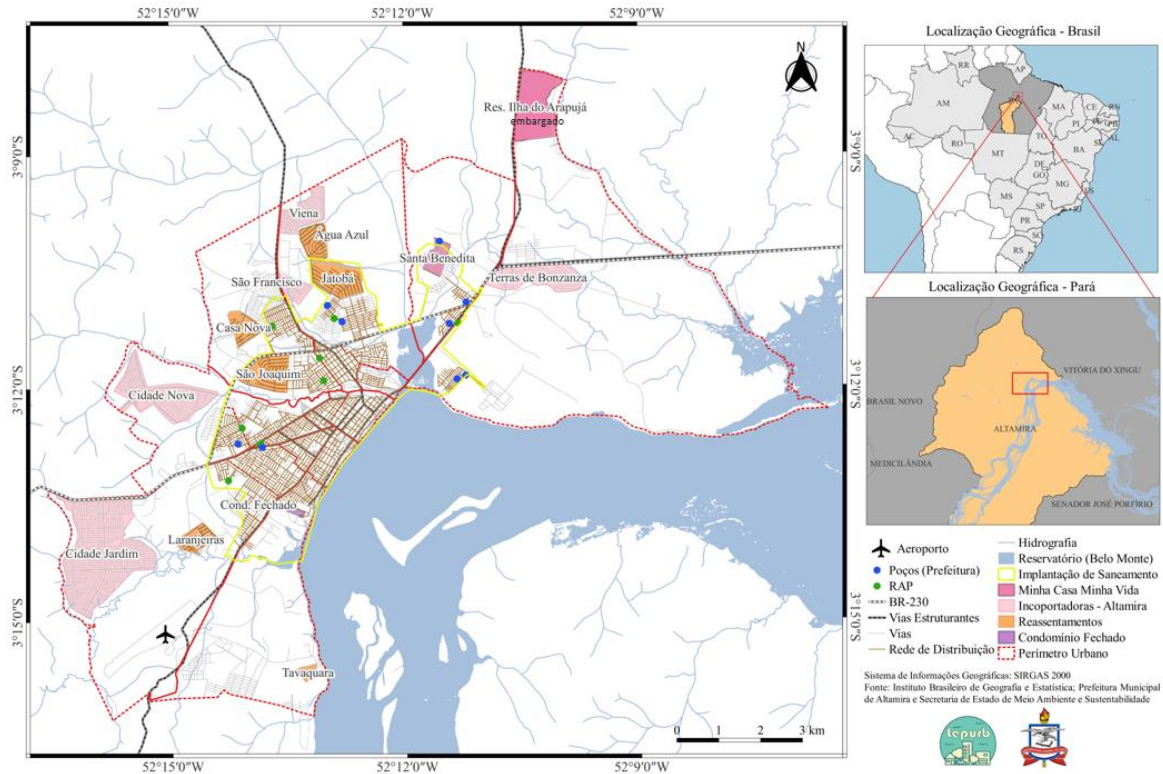 52°15'0"W
52°12'0"W
52°9'0"W
N
Res. Ilha do Arapujá
embargado
3°9'0"S
3°9'0"S
Viena
Água Azul
Santa Benedita
São Francisco
Jatobá
Terras de Bonzanza
Casa Nova
São Joaquim
Cidade Nova
3°12'0"S
3°12'0"S
Cond. Fechado
Laranjeiras
Cidade Jardim
3°15'0"S
3°15'0"S
Tavaquara
0 1 2 3 km
52°15'0"W
52°12'0"W
52°9'0"W
Localização Geográfica - Brasil
RR
AP
AM
MA
CE
RN
PB
PI
AC
AL
TO
RO
MT
BA
DF
GO
MG
MS
ES
SP
RJ
PR
SC
RS
Localização Geográfica - Pará
VITÓRIA DO XINGU
BRASIL NOVO
ALTAMIRA
MEDICILÂNDIA
SENADOR JOSÉ PORFÍRIO
Aeroporto
Poços (Prefeitura)
RAP
BR-230
Vias Estruturantes
Vias
Rede de Distribuição
Hidrografia
Reservatório (Belo Monte)
Implantação de Saneamento
Minha Casa Minha Vida
Incoportadoras - Altamira
Reassentamentos
Condomínio Fechado
Perímetro Urbano
Sistema de Informações Geográficas: SIRGAS 2000
Fonte: Instituto Brasileiro de Geografia e Estatística; Prefeitura Municipal
de Altamira e Secretaria de Estado de Meio Ambiente e Sustentabilidade
lepurb